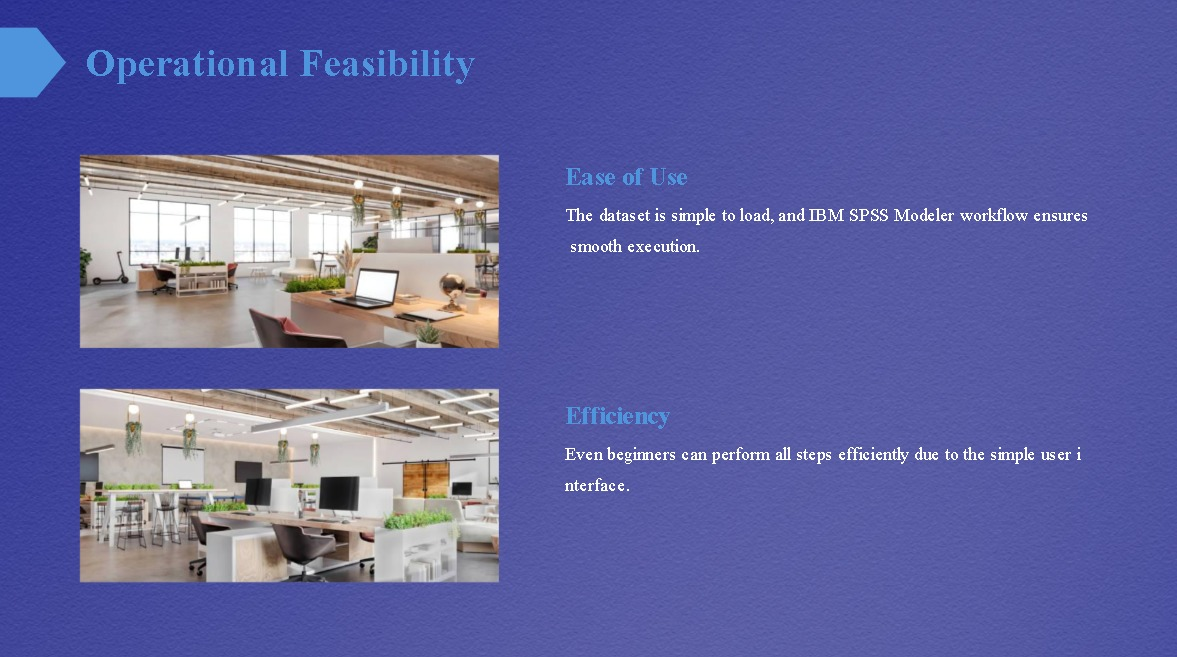 Operational Feasibility
Ease of Use
The dataset is simple to load, and IBM SPSS Modeler workflow ensures
smooth execution.
Efficiency
Even beginners can perform all steps efficiently due to the simple user i
nterface.